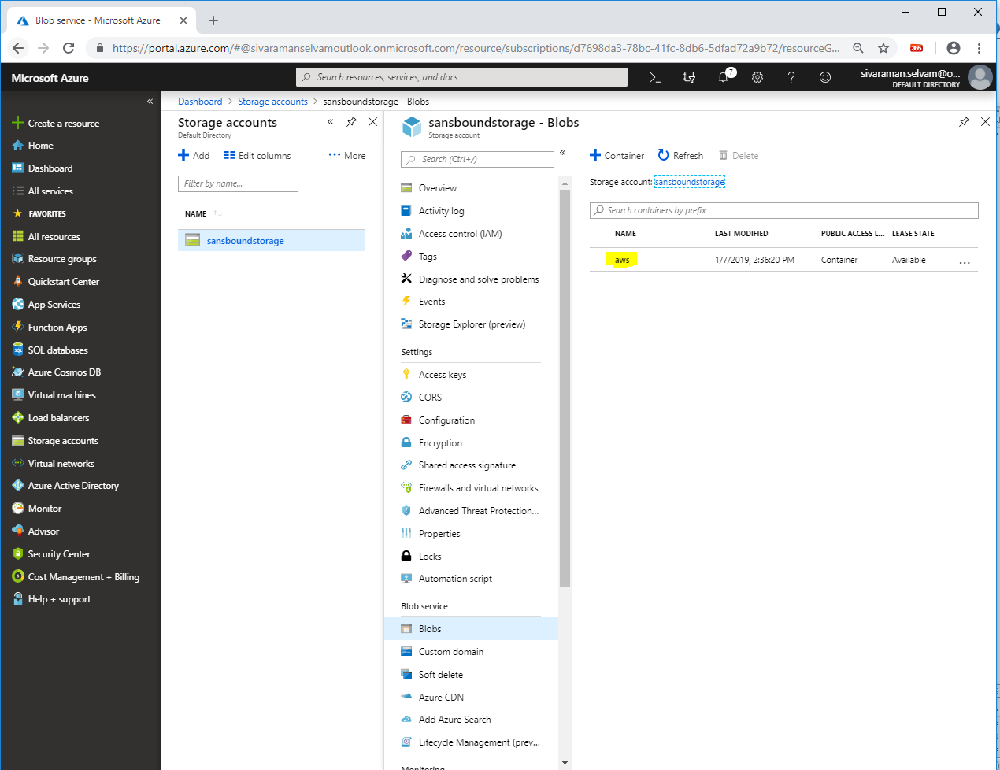 Blob service - Microsoft Azure
https://portal.azure.com/#@sivaramanselvamoutlook.onmicrosoft.com/resource/subscriptions/d7698da3-78bc-41fc-8db6-5dfad72a9b72/resourceG...
365
Microsoft Azure
Search resources, services, and docs
7
sivaraman.selvam@o...
DEFAULT DIRECTORY
Create a resource
Home
Dashboard
All services
FAVORITES
All resources
Resource groups
Quickstart Center
App Services
Function Apps
SQL databases
Azure Cosmos DB
Virtual machines
Load balancers
Storage accounts
Virtual networks
Azure Active Directory
Monitor
Advisor
Security Center
Cost Management + Billing
Help + support
Dashboard > Storage accounts > sansboundstorage - Blobs
Storage accounts
Default Directory
Add Edit columns ... More
Filter by name...
NAME
sansboundstorage
sansboundstorage - Blobs
Storage account
Search (Ctrl+/)
Overview
Activity log
Access control (IAM)
Tags
Diagnose and solve problems
Events
Storage Explorer (preview)
Settings
Access keys
CORS
Configuration
Encryption
Shared access signature
Firewalls and virtual networks
Advanced Threat Protection...
Properties
Locks
Automation script
Blob service
Blobs
Custom domain
Soft delete
Azure CDN
Add Azure Search
Lifecycle Management (prev...
Monitoring
Container Refresh Delete
Storage account: sansboundstorage
Search containers by prefix
NAME LAST MODIFIED PUBLIC ACCESS L... LEASE STATE
aws 1/7/2019, 2:36:20 PM Container Available ...